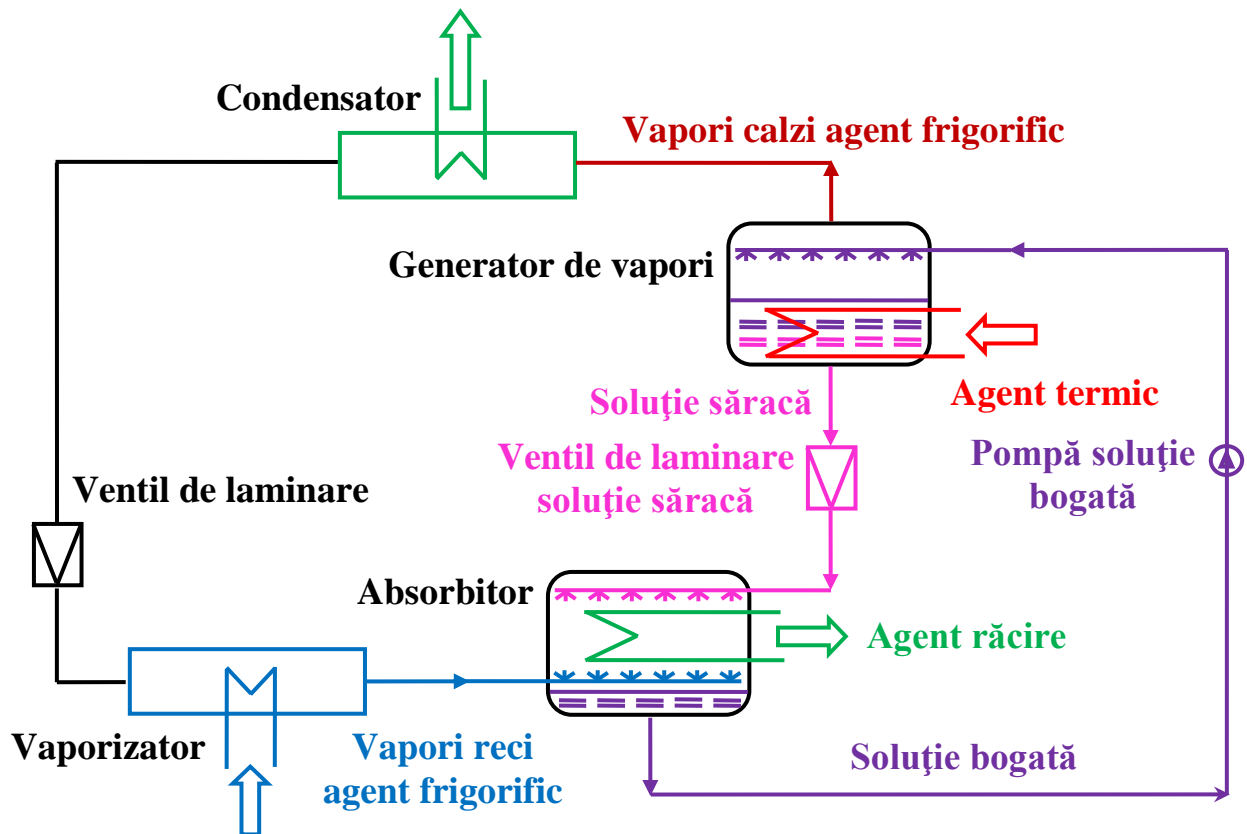 Condensator
Vapori calzi agent frigorific
Generator de vapori
Agent termic
Soluţie săracă
Ventil de laminare
soluţie săracă
Pompă soluţie
bogată
Ventil de laminare
Absorbitor
Agent răcire
Vaporizator
Vapori reci
agent frigorific
Soluţie bogată